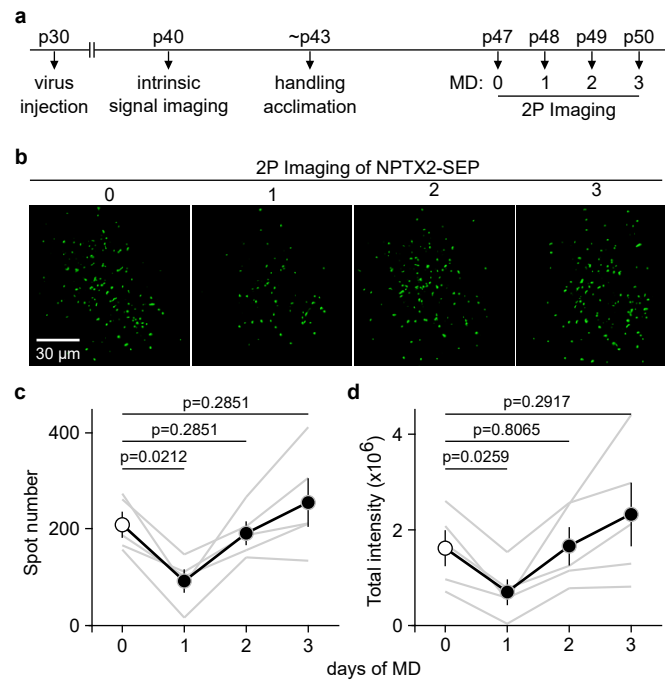 a
p30 p40 ~p43 p47 p48 p49 p50
virus injection
intrinsic signal imaging
handling acclimation
MD: 0 1 2 3
2P Imaging
b
2P Imaging of NPTX2-SEP
0 1 2 3
30 µm
c
p=0.2851
p=0.2851
p=0.0212
400
200
0
Spot number
0 1 2 3
d
p=0.2917
p=0.8065
p=0.0259
4
2
0
Total intensity (x10⁶)
0 1 2 3
days of MD